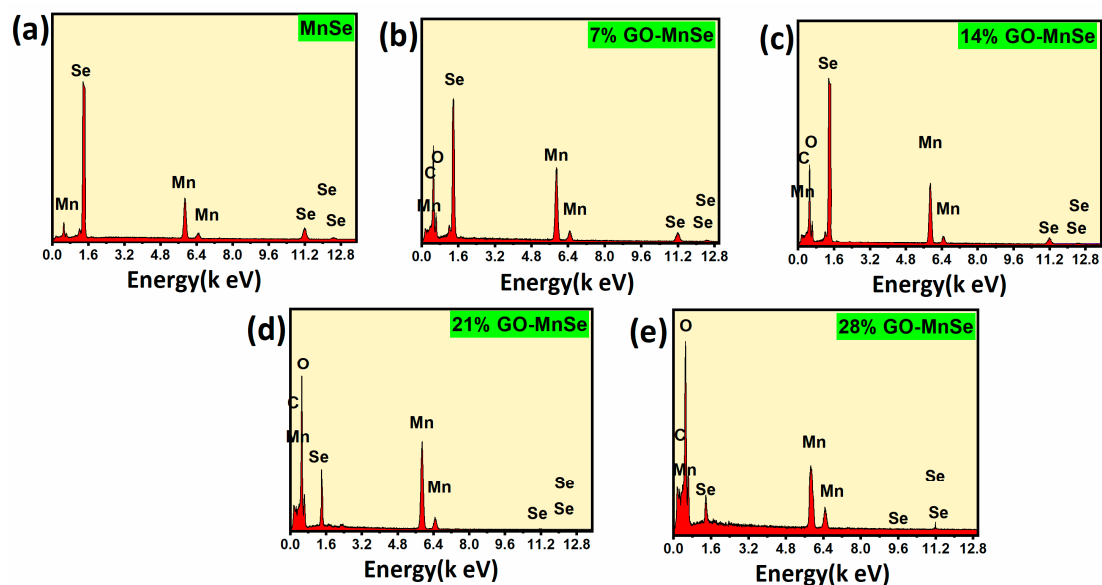 (a)
MnSe
Se
Mn
Mn
Mn
Se
Se
Se
0.0 1.6 3.2 4.8 6.4 8.0 9.6 11.2 12.8
Energy(k eV)
(b)
7% GO-MnSe
Se
O
C
Mn
Mn
Mn
Se
Se
Se
0.0 1.6 3.2 4.8 6.4 8.0 9.6 11.2 12.8
Energy(k eV)
(c)
14% GO-MnSe
Se
O
C
Mn
Mn
Mn
Se
Se
Se
0.0 1.6 3.2 4.8 6.4 8.0 9.6 11.2 12.8
Energy(k eV)
(d)
21% GO-MnSe
O
C
Mn
Se
Mn
Mn
Se
Se
Se
0.0 1.6 3.2 4.8 6.4 8.0 9.6 11.2 12.8
Energy(k eV)
(e)
28% GO-MnSe
O
C
Mn
Se
Mn
Mn
Se
Se
Se
0.0 1.6 3.2 4.8 6.4 8.0 9.6 11.2 12.8
Energy(k eV)